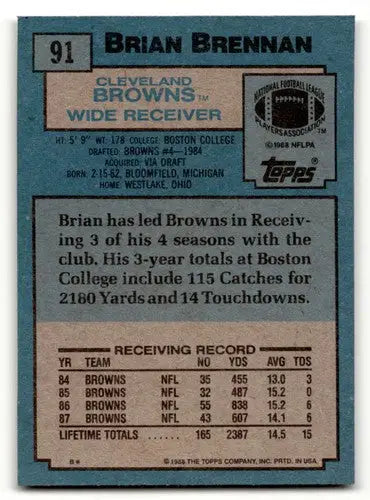 91
BRIAN BRENNAN
CLEVELAND
BROWNS™
WIDE RECEIVER
NATIONAL FOOTBALL LEAGUE
PLAYERS ASSOCIATION
™
©1988 NFLPA
Topps®
HT: 5' 9" WT: 178 COLLEGE: BOSTON COLLEGE
DRAFTED: BROWNS #4-1984
ACQUIRED: VIA DRAFT
BORN: 2-15-62, BLOOMFIELD, MICHIGAN
HOME: WESTLAKE, OHIO
Brian has led Browns in Receiv-
ing 3 of his 4 seasons with the
club. His 3-year totals at Boston
College include 115 Catches for
2180 Yards and 14 Touchdowns.
RECEIVING RECORD
YR TEAM NO YDS AVG TDS
84 BROWNS NFL 35 455 13.0 3
85 BROWNS NFL 32 487 15.2 0
86 BROWNS NFL 55 838 15.2 6
87 BROWNS NFL 43 607 14.1 6
LIFETIME TOTALS ...... 165 2387 14.5 15
B* ©1988 THE TOPPS COMPANY, INC. PRTD. IN USA.